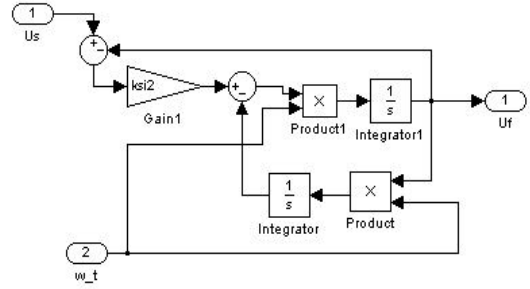 1
Us
+
−
ksi2
Gain1
+
−
×
Product1
1
s
Integrator1
1
Uf
1
s
Integrator
×
Product
2
w_t